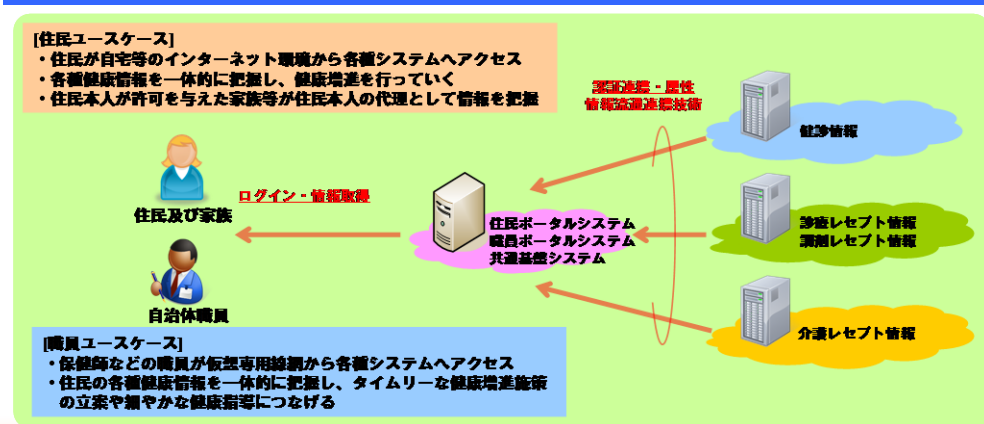 [住民ユースケース]
・住民が自宅等のインターネット環境から各種システムへアクセス
・各種健康情報を一体的に把握し、健康増進を行っていく
・住民本人が許可を与えた家族等が住民本人の代理として情報を把握
認証連携・属性
情報流通連携技術
健診情報
住民及び家族
ログイン・情報取得
住民ポータルシステム
職員ポータルシステム
共通基盤システム
診療レセプト情報
調剤レセプト情報
自治体職員
介護レセプト情報
[職員ユースケース]
・保健師などの職員が仮想専用線網から各種システムへアクセス
・住民の各種健康情報を一体的に把握し、タイムリーな健康増進施策
の立案や細やかな健康指導につなげる